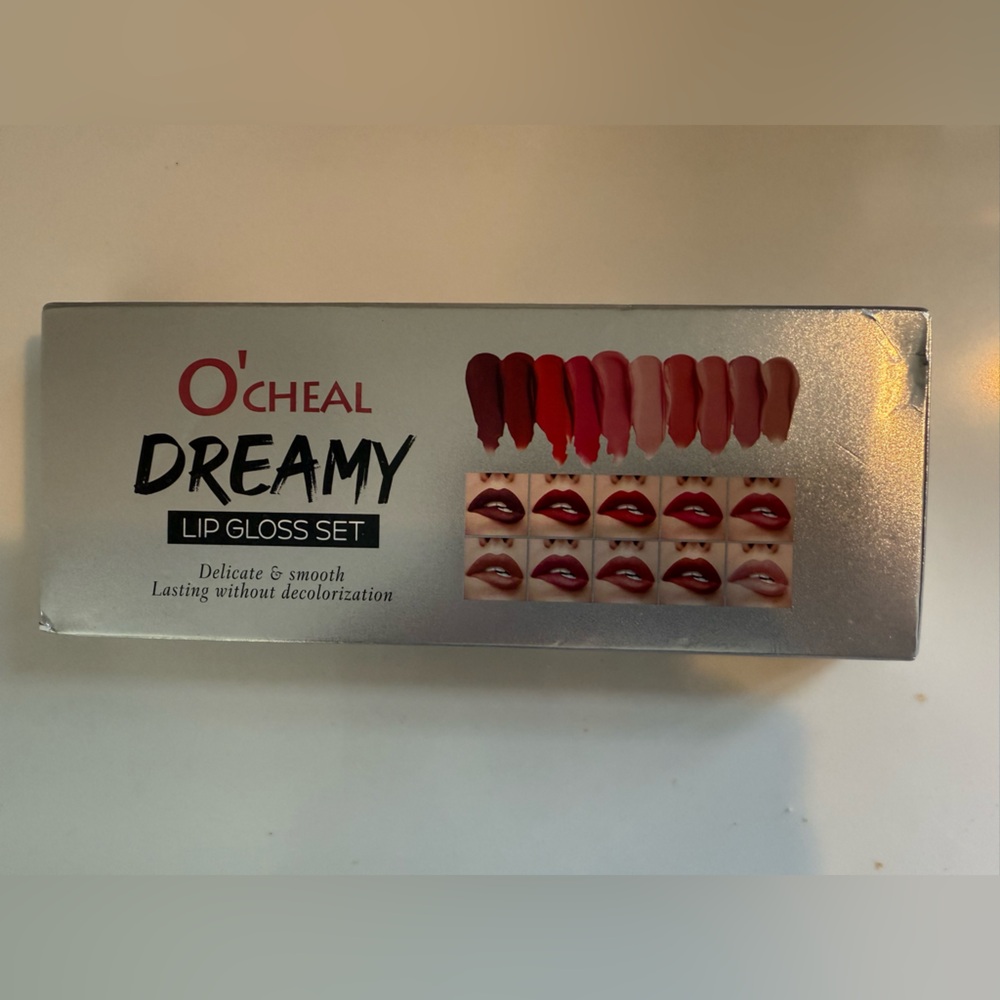 O'CHEAL
DREAMY
LIP GLOSS SET
Delicate & smooth
Lasting without decolorization